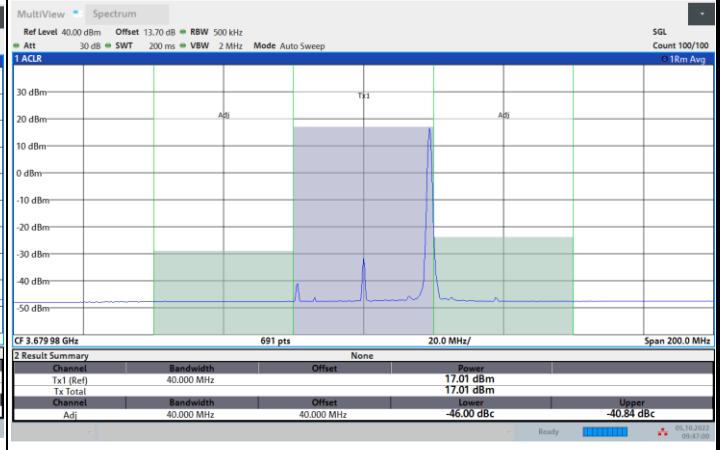 MultiView Spectrum
Ref Level 40.00 dBm Offset 13.70 dB RBW 500 kHz SGL
Att 30 dB SWT 200 ms VBW 2 MHz Mode Auto Sweep Count 100/100
1 ACLR 1Rm Avg
Tx1
30 dBm
Adj Adj
20 dBm
10 dBm
0 dBm
-10 dBm
-20 dBm
-30 dBm
-40 dBm
-50 dBm
CF 3.679 98 GHz 691 pts 20.0 MHz/ Span 200.0 MHz
2 Result Summary None
Channel Bandwidth Offset Power
Tx1 (Ref) 40.000 MHz 17.01 dBm
Tx Total 17.01 dBm
Channel Bandwidth Offset Lower Upper
Adj 40.000 MHz 40.000 MHz -46.00 dBc -40.84 dBc
Ready 05.10.2022
09:47:00